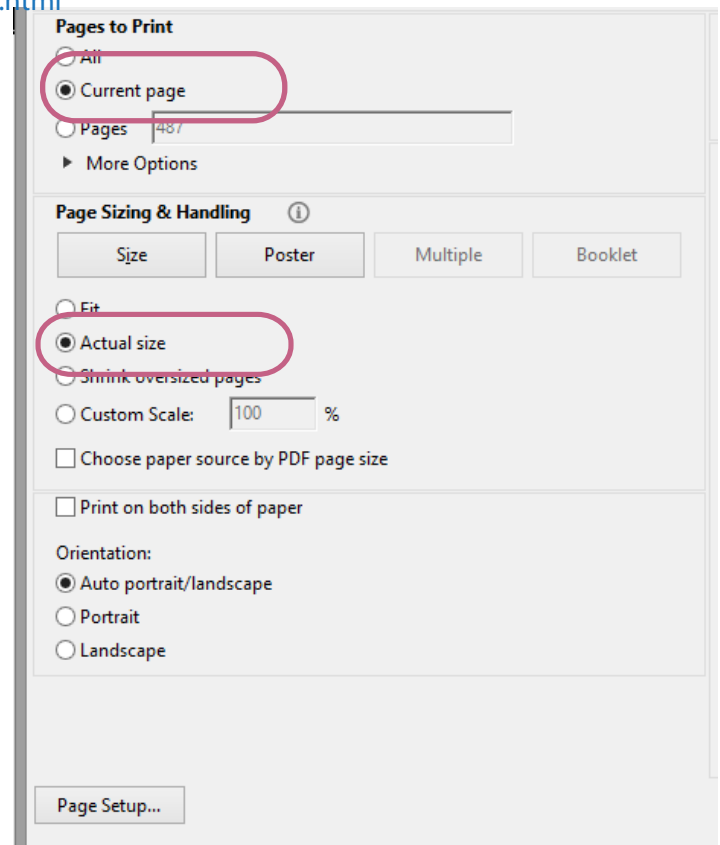 .html
Pages to Print
All
Current page
Pages 487
More Options
Page Sizing & Handling
Size Poster Multiple Booklet
Fit
Actual size
Shrink oversized pages
Custom Scale: 100 %
Choose paper source by PDF page size
Print on both sides of paper
Orientation:
Auto portrait/landscape
Portrait
Landscape
Page Setup...